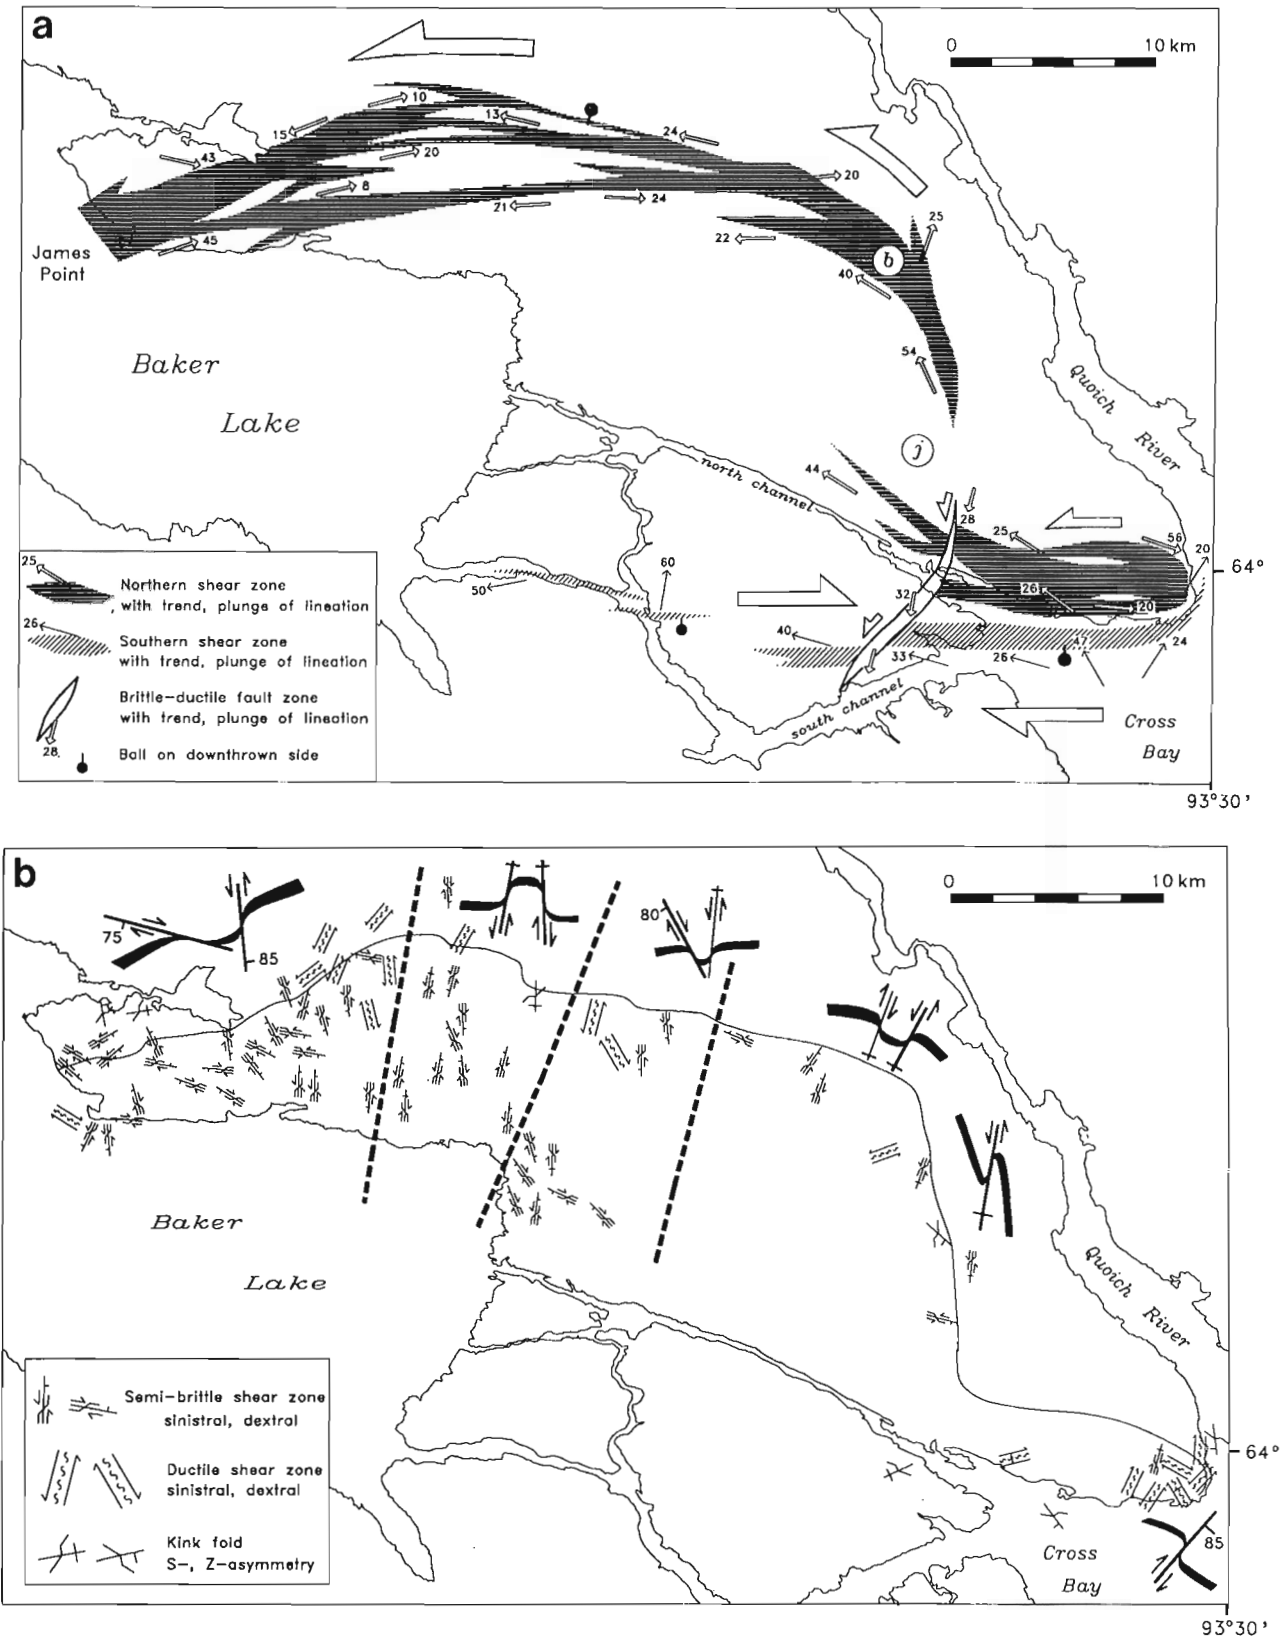 a
0 10 km
10
13
15
24
43
20
20
8
21
24
25
45
22
b
40
James
Point
54
Baker
Lake
Quoich
River
j
44
north channel
28
25
56
20
64°
60
50
26
32
20
40
33
26
47
24
south channel
Cross
Bay
25
Northern shear zone
with trend, plunge of lineation
26
Southern shear zone
with trend, plunge of lineation
Brittle-ductile fault zone
with trend, plunge of lineation
28
Ball on downthrown side
93°30'
b
0 10 km
75
85
80
Baker
Lake
Quoich
River
64°
Semi-brittle shear zone
sinistral, dextral
Ductile shear zone
sinistral, dextral
Kink fold
S-, Z-asymmetry
85
Cross
Bay
93°30'